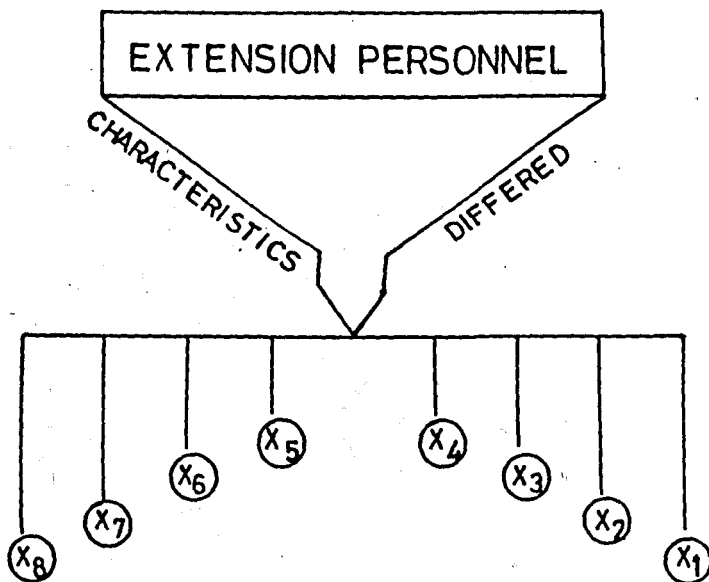 EXTENSION PERSONNEL
CHARACTERISTICS
DIFFERED
X5 X4
X6 X3
X7 X2
X8 X1